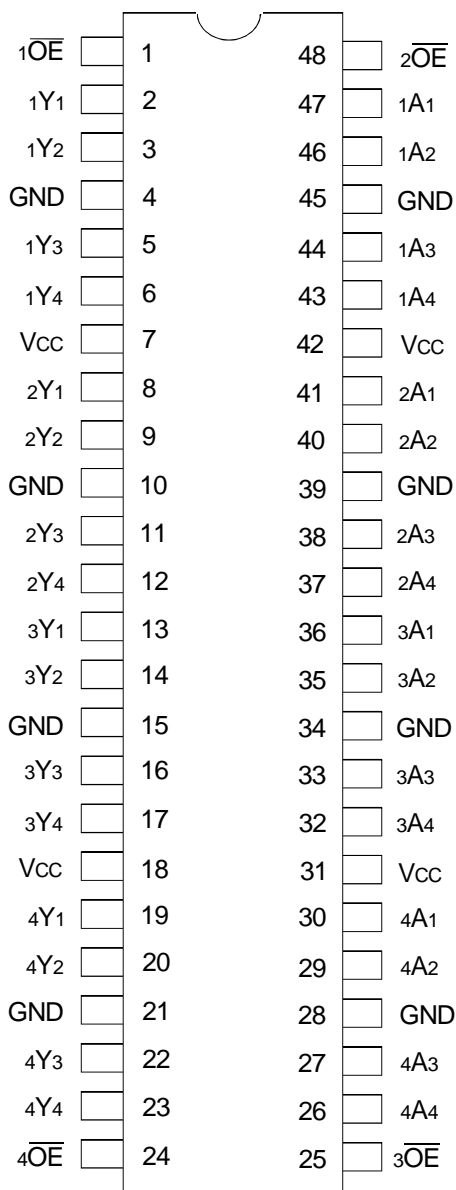 1O̅E̅ 1 48 2O̅E̅
1Y1 2 47 1A1
1Y2 3 46 1A2
GND 4 45 GND
1Y3 5 44 1A3
1Y4 6 43 1A4
VCC 7 42 VCC
2Y1 8 41 2A1
2Y2 9 40 2A2
GND 10 39 GND
2Y3 11 38 2A3
2Y4 12 37 2A4
3Y1 13 36 3A1
3Y2 14 35 3A2
GND 15 34 GND
3Y3 16 33 3A3
3Y4 17 32 3A4
VCC 18 31 VCC
4Y1 19 30 4A1
4Y2 20 29 4A2
GND 21 28 GND
4Y3 22 27 4A3
4Y4 23 26 4A4
4O̅E̅ 24 25 3O̅E̅